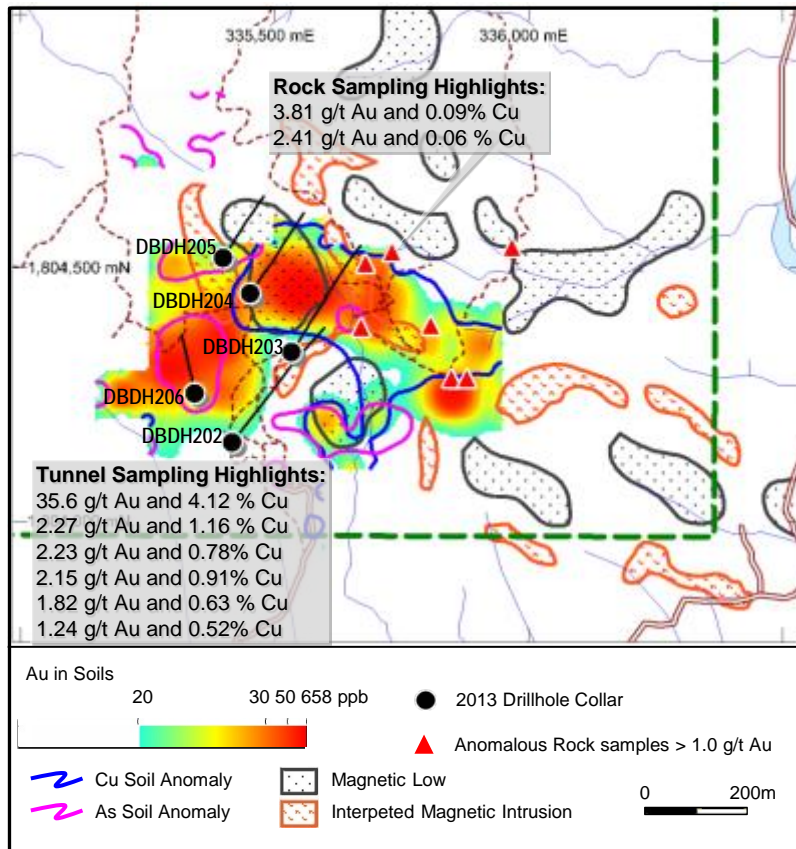 335,500 mE
336,000 mE
Rock Sampling Highlights:
3.81 g/t Au and 0.09% Cu
2.41 g/t Au and 0.06 % Cu
DBDH205
1,804,500 mN
DBDH204
DBDH203
DBDH206
DBDH202
Tunnel Sampling Highlights:
35.6 g/t Au and 4.12 % Cu
2.27 g/t Au and 1.16 % Cu
2.23 g/t Au and 0.78% Cu
2.15 g/t Au and 0.91% Cu
1.82 g/t Au and 0.63 % Cu
1.24 g/t Au and 0.52% Cu
Au in Soils
20 30 50 658 ppb
2013 Drillhole Collar
Anomalous Rock samples > 1.0 g/t Au
Cu Soil Anomaly
Magnetic Low
As Soil Anomaly
Interpeted Magnetic Intrusion
0 200m